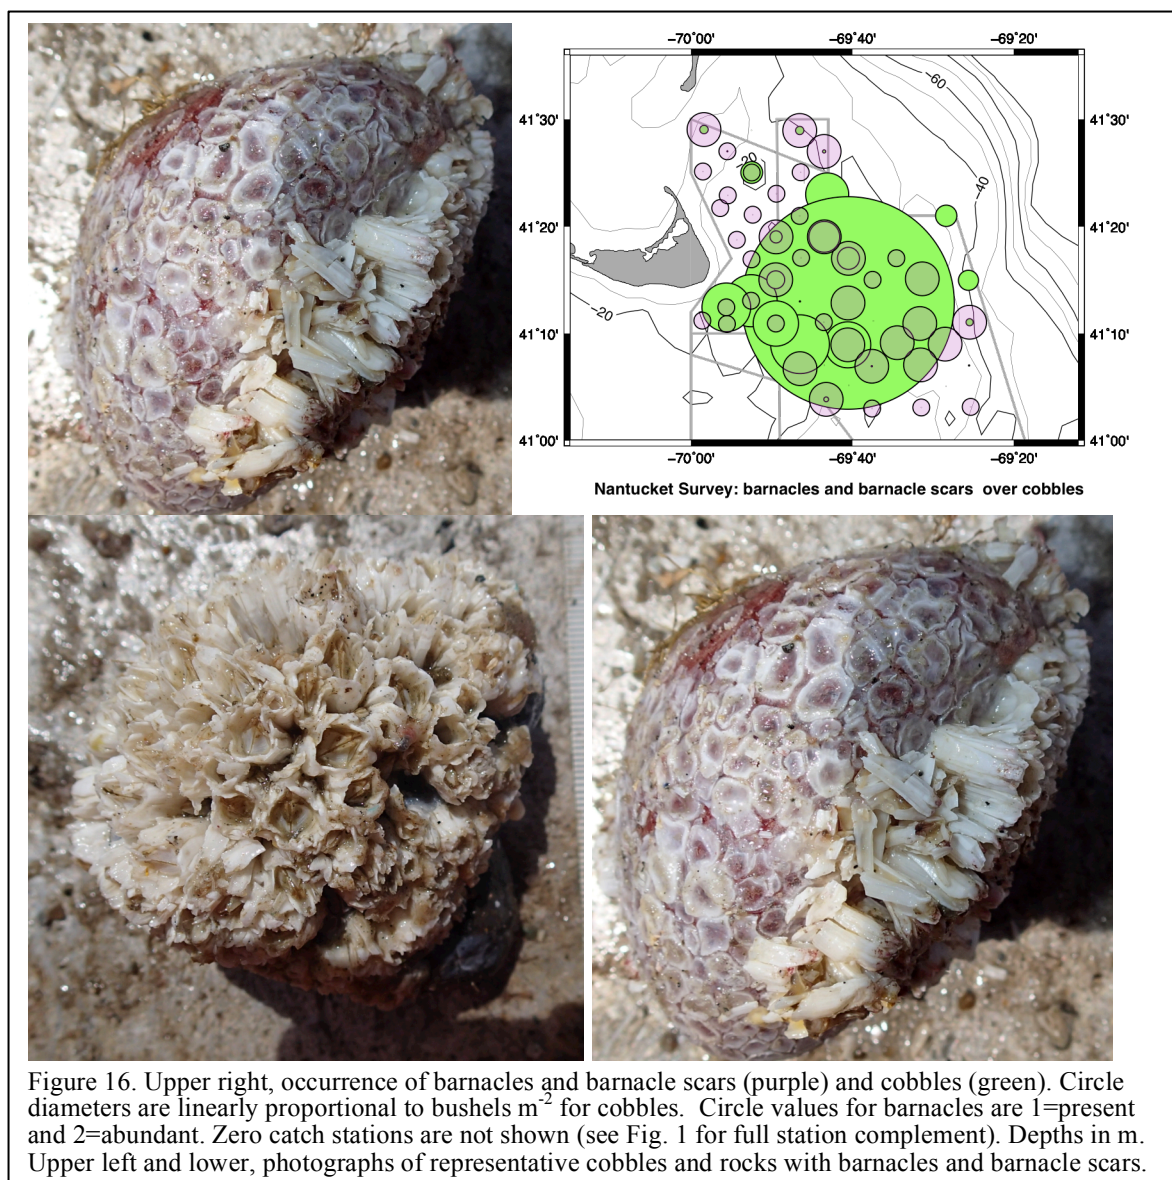 -70˚00' -69˚40' -69˚20'
-60
41˚30' 41˚30'
-20
-40
41˚20' 41˚20'
-20
41˚10' 41˚10'
41˚00' 41˚00'
-70˚00' -69˚40' -69˚20'
Nantucket Survey: barnacles and barnacle scars over cobbles
Figure 16. Upper right, occurrence of barnacles and barnacle scars (purple) and cobbles (green). Circle
diameters are linearly proportional to bushels m⁻² for cobbles. Circle values for barnacles are 1=present
and 2=abundant. Zero catch stations are not shown (see Fig. 1 for full station complement). Depths in m.
Upper left and lower, photographs of representative cobbles and rocks with barnacles and barnacle scars.